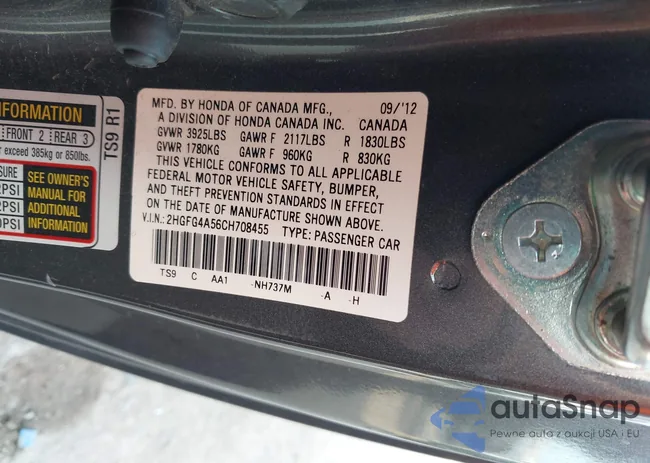 INFORMATION
FRONT 2 REAR 3
exceed 385kg or 850lbs.
SURE
SEE OWNER'S
MANUAL FOR
ADDITIONAL
INFORMATION
PSI
PSI
PSI
TS9 R1
MFD. BY HONDA OF CANADA MFG., 09/'12
A DIVISION OF HONDA CANADA INC. CANADA
GVWR 3925LBS GAWR F 2117LBS R 1830LBS
GVWR 1780KG GAWR F 960KG R 830KG
THIS VEHICLE CONFORMS TO ALL APPLICABLE
FEDERAL MOTOR VEHICLE SAFETY, BUMPER,
AND THEFT PREVENTION STANDARDS IN EFFECT
ON THE DATE OF MANUFACTURE SHOWN ABOVE.
V.I.N.: 2HGFG4A56CH708455 TYPE: PASSENGER CAR
TS9 C AA1 -NH737M -A -H
autaSnap
Pewne auta z aukcji USA i EU